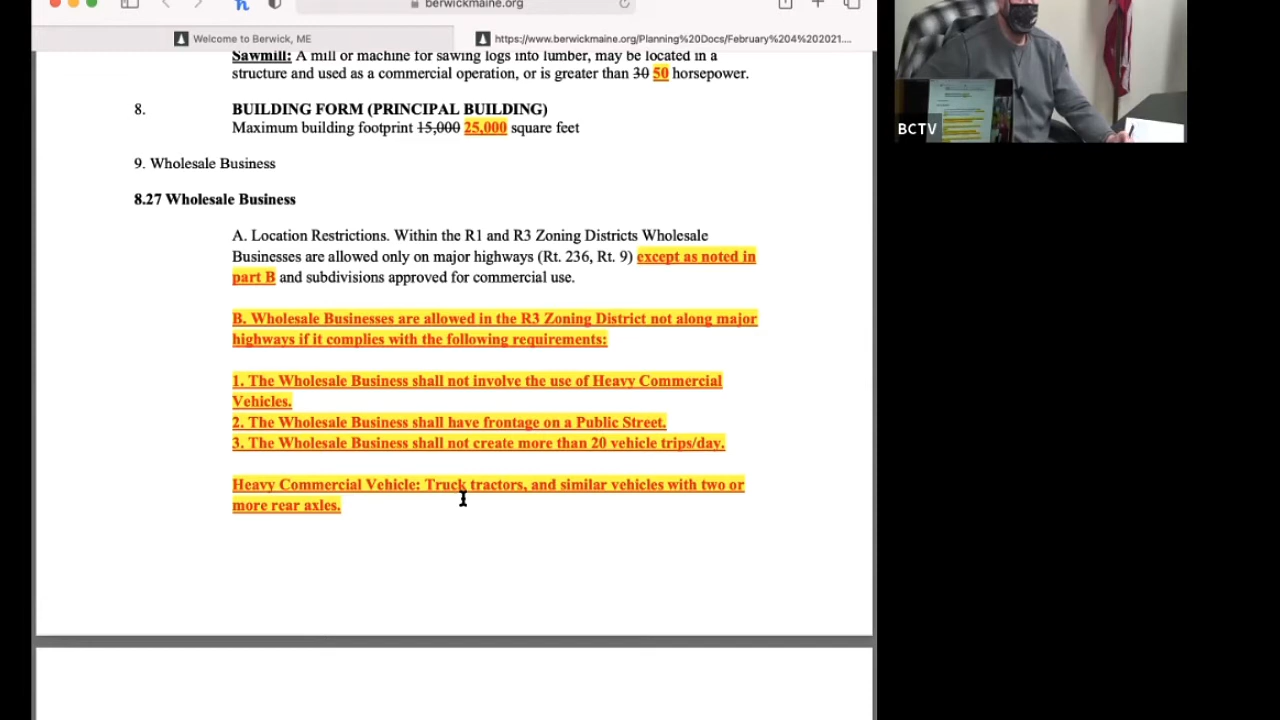 berwickmaine.org
Welcome to Berwick, ME
https://www.berwickmaine.org/Planning%20Docs/February%204%202021....
Sawmill: A mill or machine for sawing logs into lumber, may be located in a
structure and used as a commercial operation, or is greater than 30 50 horsepower.
8. BUILDING FORM (PRINCIPAL BUILDING)
Maximum building footprint 15,000 25,000 square feet
9. Wholesale Business
8.27 Wholesale Business
A. Location Restrictions. Within the R1 and R3 Zoning Districts Wholesale
Businesses are allowed only on major highways (Rt. 236, Rt. 9) except as noted in
part B and subdivisions approved for commercial use.
B. Wholesale Businesses are allowed in the R3 Zoning District not along major
highways if it complies with the following requirements:
1. The Wholesale Business shall not involve the use of Heavy Commercial
Vehicles.
2. The Wholesale Business shall have frontage on a Public Street.
3. The Wholesale Business shall not create more than 20 vehicle trips/day.
Heavy Commercial Vehicle: Truck tractors, and similar vehicles with two or
more rear axles.
BCTV